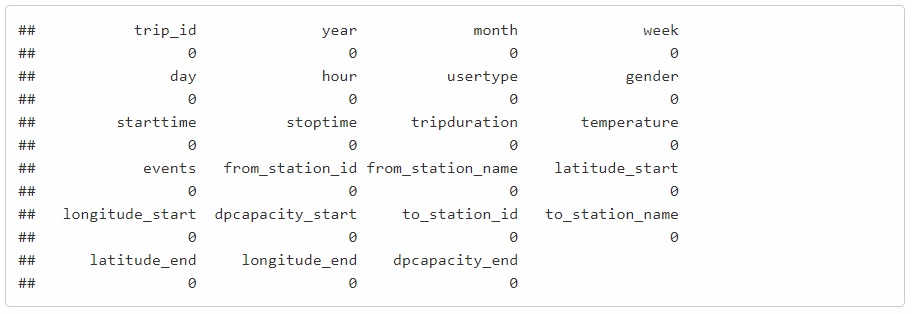 ##          trip_id              year             month              week
##                0                 0                 0                 0
##              day              hour          usertype            gender
##                0                 0                 0                 0
##        starttime          stoptime      tripduration       temperature
##                0                 0                 0                 0
##           events   from_station_id from_station_name    latitude_start
##                0                 0                 0                 0
##  longitude_start  dpcapacity_start     to_station_id   to_station_name
##                0                 0                 0                 0
##     latitude_end     longitude_end    dpcapacity_end
##                0                 0                 0